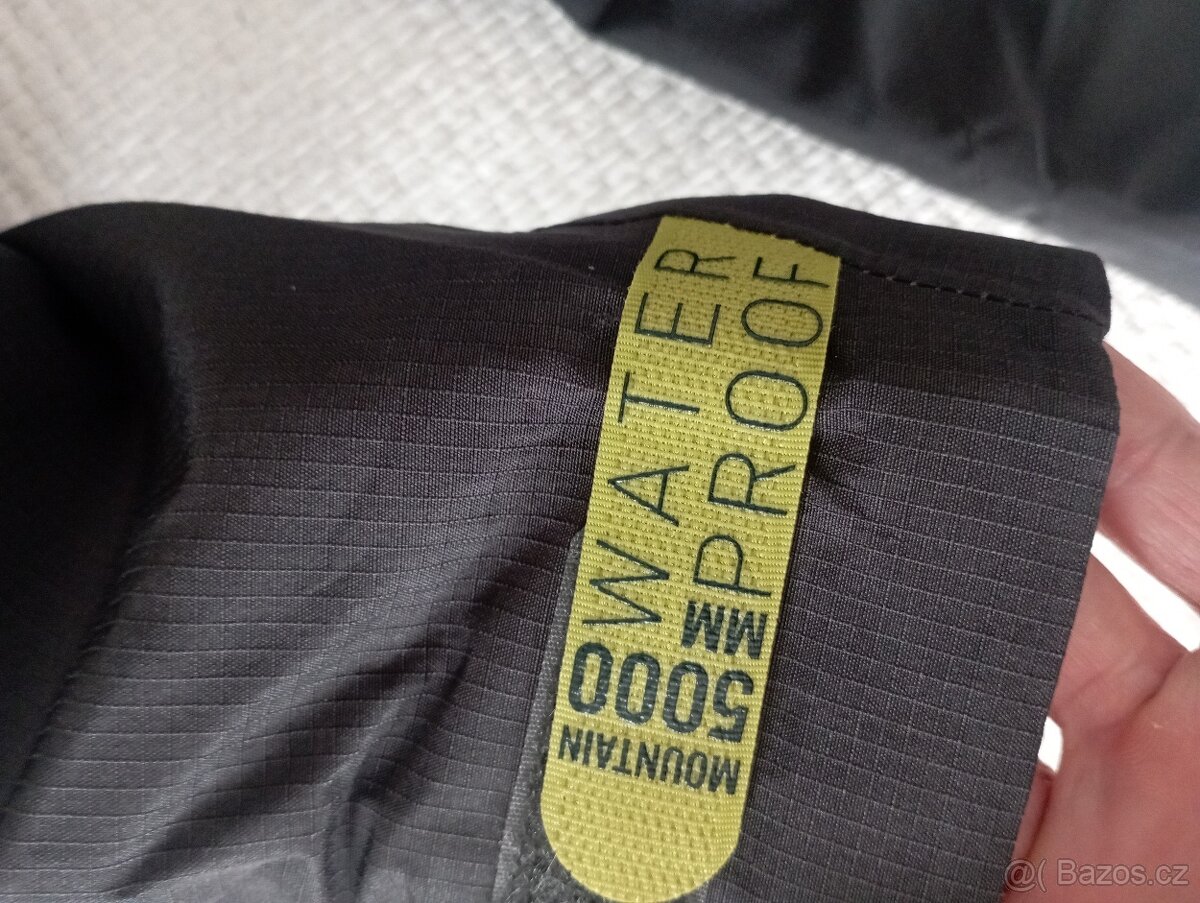 MOUNTAIN
5000
MM
WATER
PROOF
@( Bazos.cz